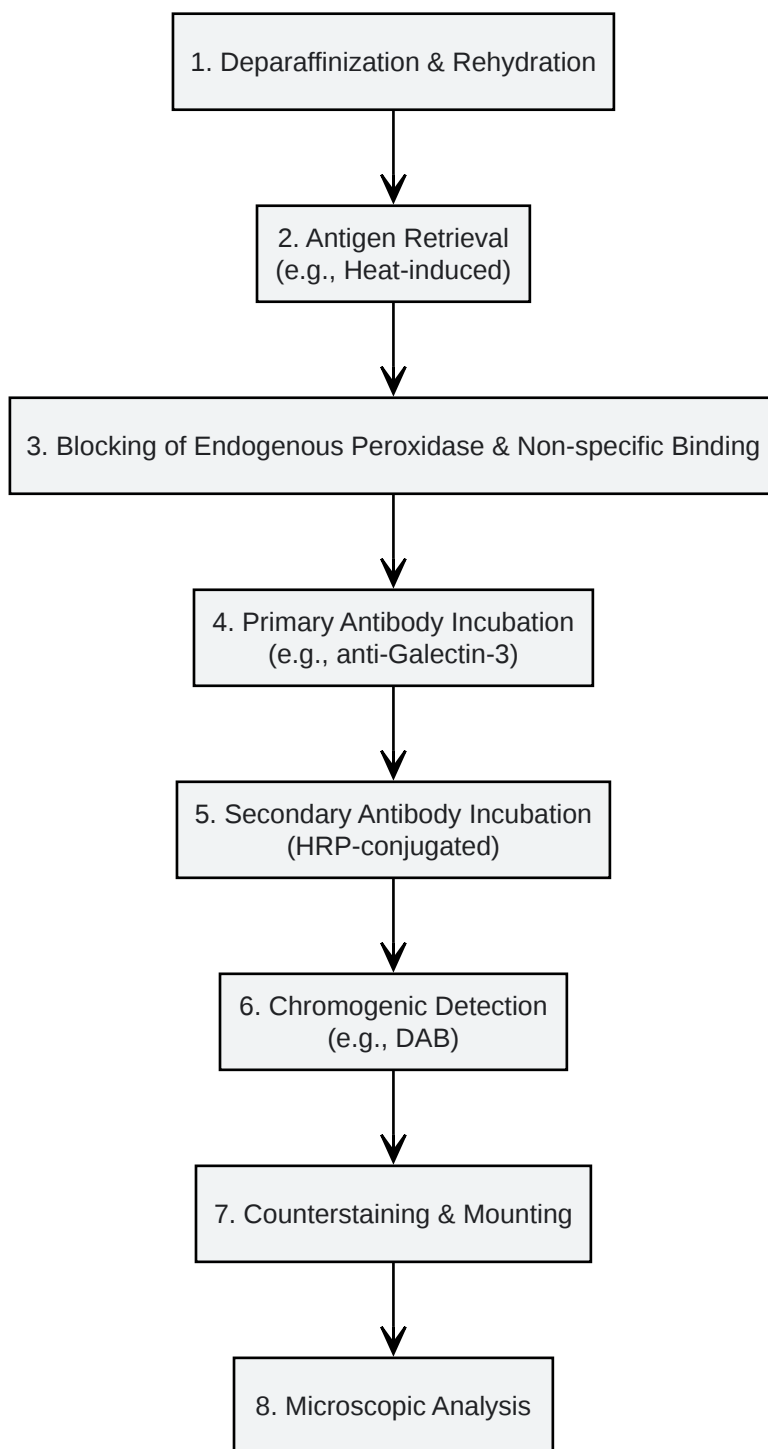 1. Deparaffinization & Rehydration
2. Antigen Retrieval
(e.g., Heat-induced)
3. Blocking of Endogenous Peroxidase & Non-specific Binding
4. Primary Antibody Incubation
(e.g., anti-Galectin-3)
5. Secondary Antibody Incubation
(HRP-conjugated)
6. Chromogenic Detection
(e.g., DAB)
7. Counterstaining & Mounting
8. Microscopic Analysis